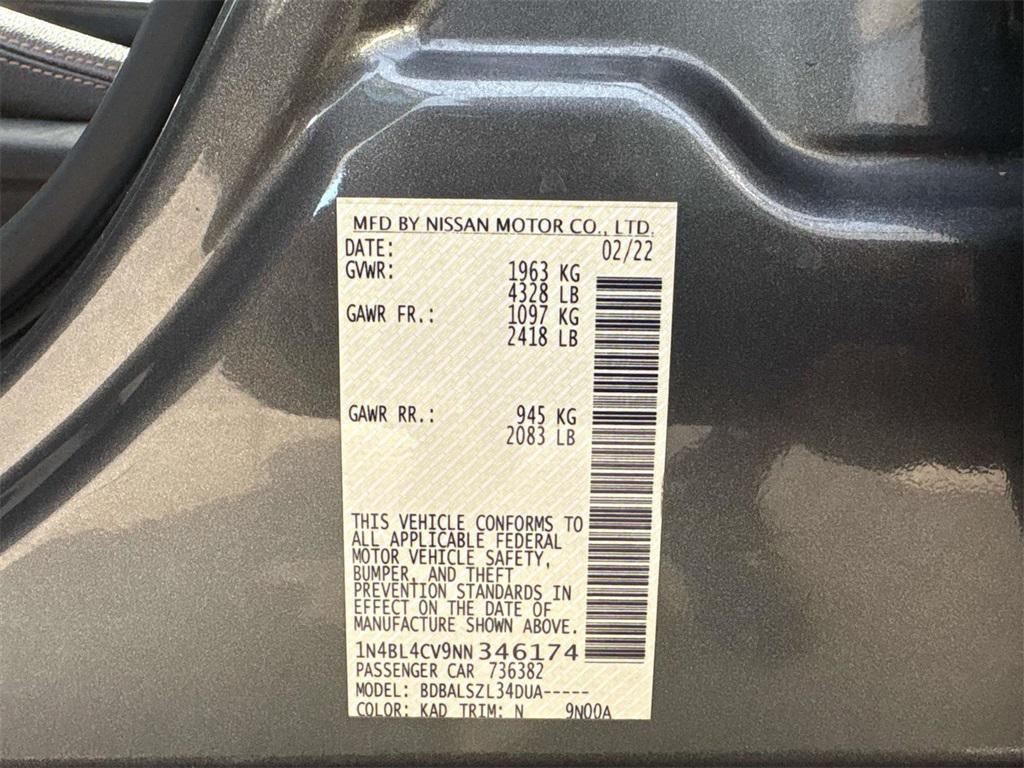 MFD BY NISSAN MOTOR CO., LTD.
DATE: 02/22
GVWR: 1963 KG
4328 LB
GAWR FR.: 1097 KG
2418 LB
GAWR RR.: 945 KG
2083 LB
THIS VEHICLE CONFORMS TO
ALL APPLICABLE FEDERAL
MOTOR VEHICLE SAFETY,
BUMPER, AND THEFT
PREVENTION STANDARDS IN
EFFECT ON THE DATE OF
MANUFACTURE SHOWN ABOVE.
1N4BL4CV9NN346174
PASSENGER CAR 736382
MODEL: BDBALSZL34DUA-----
COLOR: KAD TRIM: N 9N00A